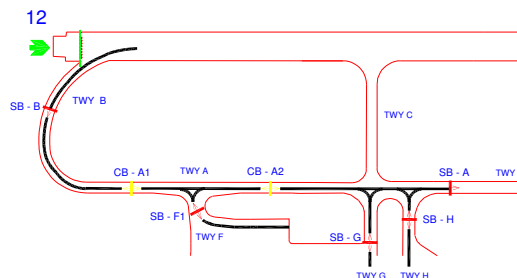 12
TWY B
SB - B
TWY C
CB - A1
TWY A
CB - A2
SB - A
TWY
SB - F1
SB - H
TWY F
SB - G
TWY G
TWY H